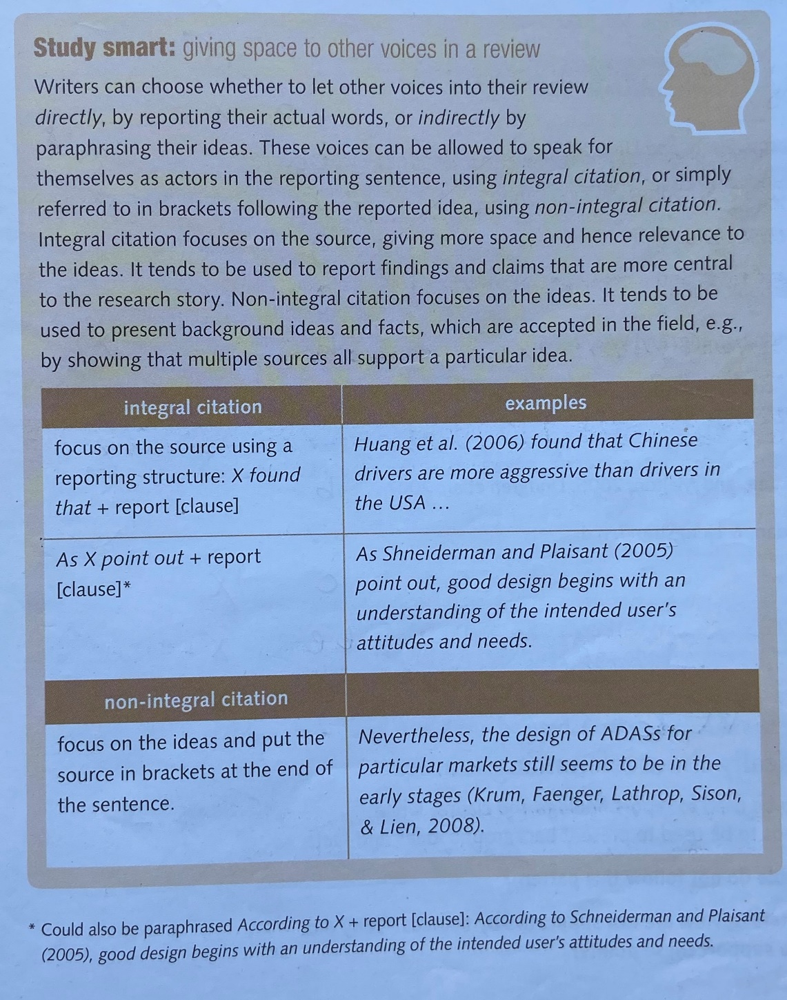 Study smart: giving space to other voices in a review
Writers can choose whether to let other voices into their review
directly, by reporting their actual words, or indirectly by
paraphrasing their ideas. These voices can be allowed to speak for
themselves as actors in the reporting sentence, using integral citation, or simply
referred to in brackets following the reported idea, using non-integral citation.
Integral citation focuses on the source, giving more space and hence relevance to
the ideas. It tends to be used to report findings and claims that are more central
to the research story. Non-integral citation focuses on the ideas. It tends to be
used to present background ideas and facts, which are accepted in the field, e.g.,
by showing that multiple sources all support a particular idea.
integral citation
examples
focus on the source using a
reporting structure: X found
that + report [clause]
Huang et al. (2006) found that Chinese
drivers are more aggressive than drivers in
the USA ...
As X point out + report
[clause]*
As Shneiderman and Plaisant (2005)
point out, good design begins with an
understanding of the intended user's
attitudes and needs.
non-integral citation
focus on the ideas and put the
source in brackets at the end of
the sentence.
Nevertheless, the design of ADASs for
particular markets still seems to be in the
early stages (Krum, Faenger, Lathrop, Sison,
& Lien, 2008).
* Could also be paraphrased According to X + report [clause]: According to Schneiderman and Plaisant
(2005), good design begins with an understanding of the intended user's attitudes and needs.